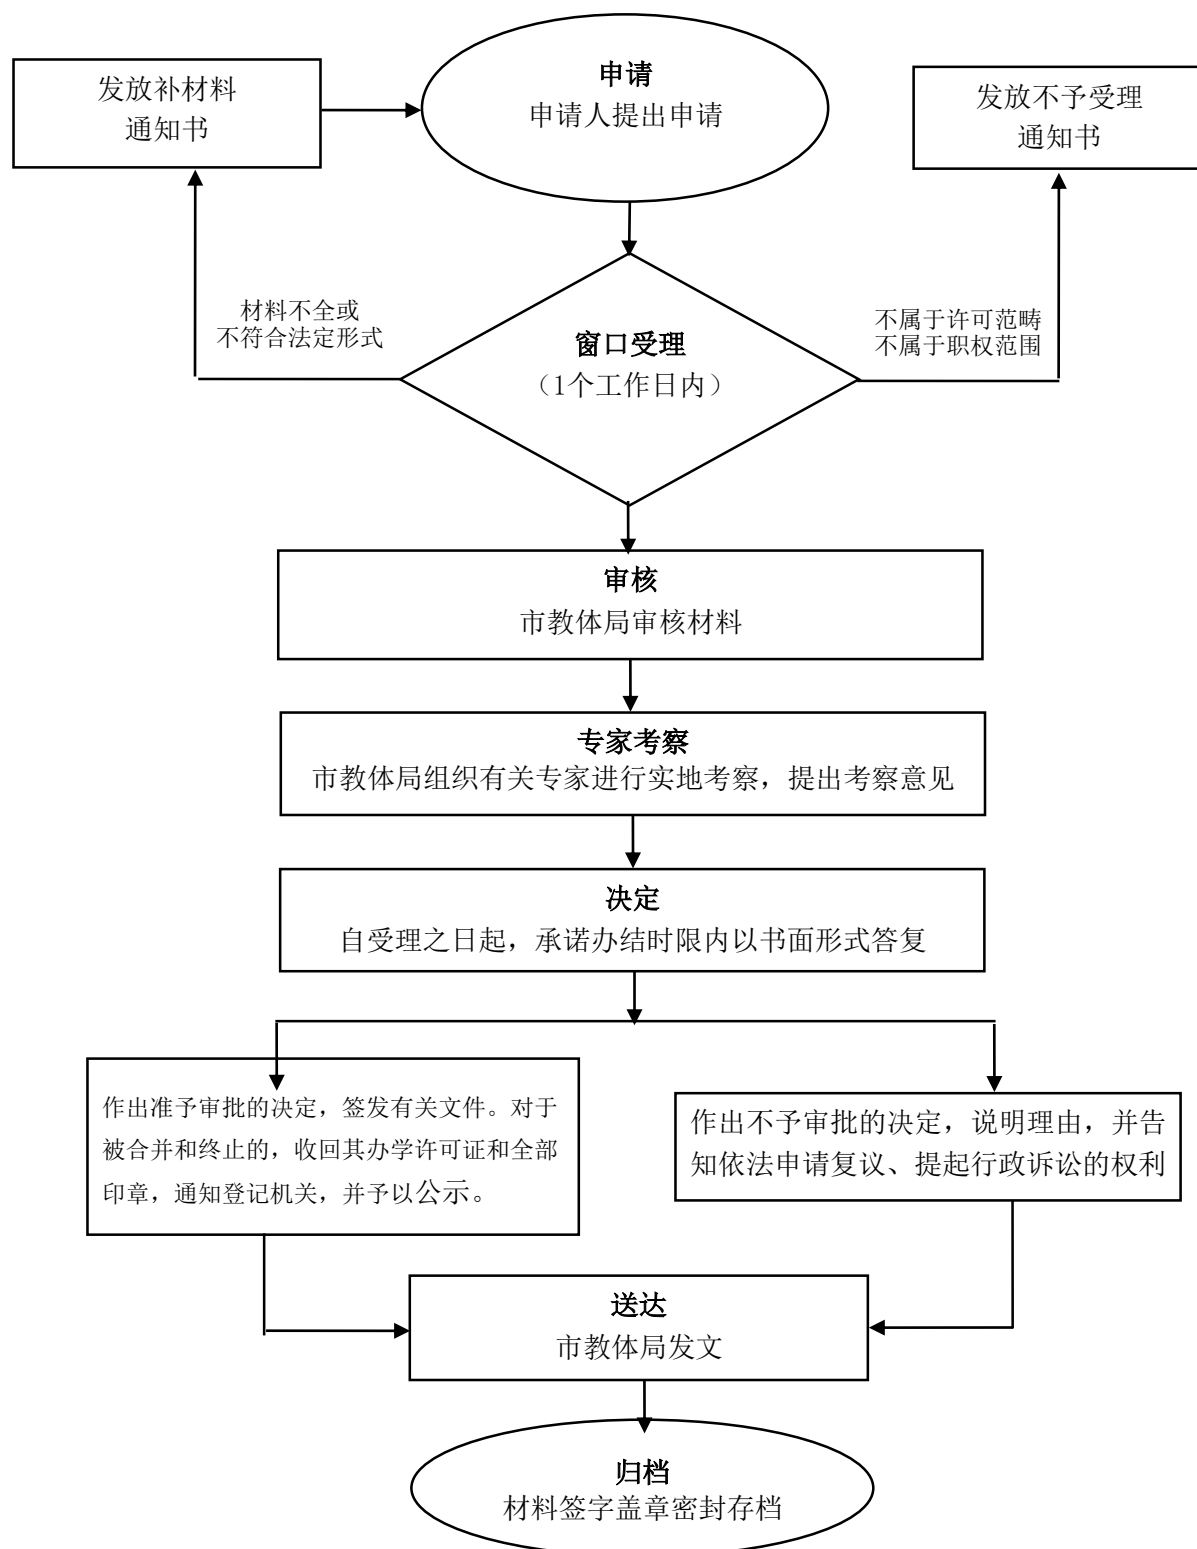 申请
申请人提出申请
发放补材料
通知书
发放不予受理
通知书
材料不全或
不符合法定形式
窗口受理
（1个工作日内）
不属于许可范畴
不属于职权范围
审核
市教体局审核材料
专家考察
市教体局组织有关专家进行实地考察，提出考察意见
决定
自受理之日起，承诺办结时限内以书面形式答复
作出准予审批的决定，签发有关文件。对于
被合并和终止的，收回其办学许可证和全部
印章，通知登记机关，并予以公示。
作出不予审批的决定，说明理由，并告
知依法申请复议、提起行政诉讼的权利
送达
市教体局发文
归档
材料签字盖章密封存档